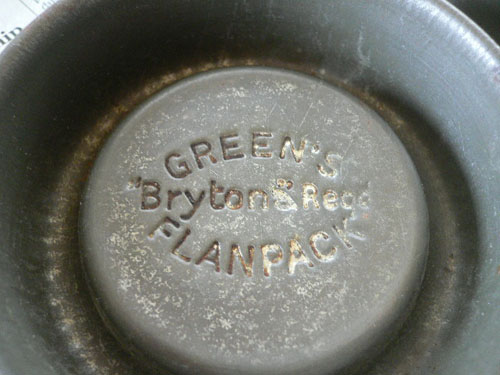 GREEN'S
"Bryton" Regd
FLANPACK